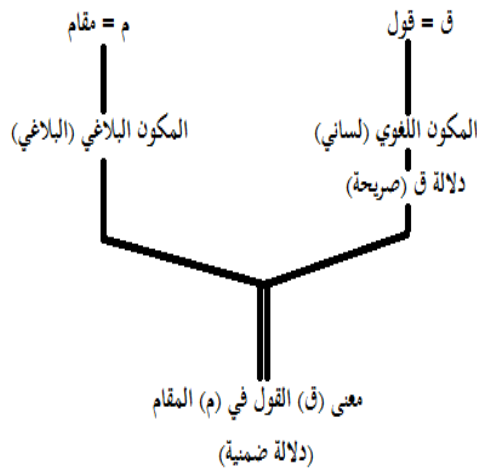 ق = قول
م = مقام
المكون اللغوي (لساني)
المكون البلاغي (البلاغي)
دلالة ق (صريحة)
معنى (ق) القول في (م) المقام
(دلالة ضمنية)